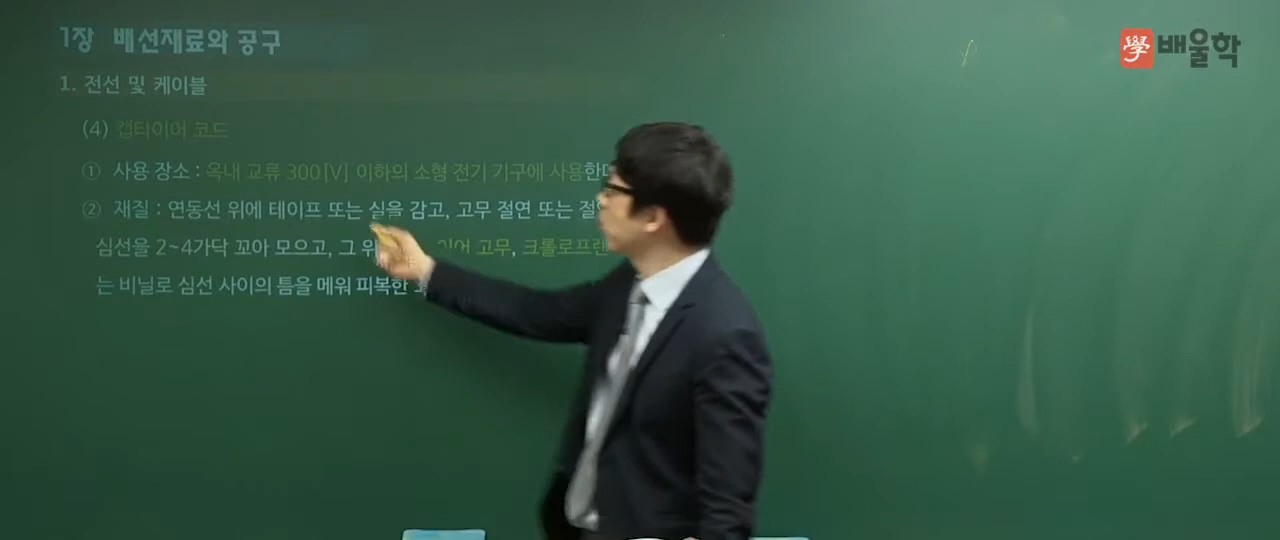 1장 배선재료와 공구
學배울학
1. 전선 및 케이블
(4) 캡타이어 코드
① 사용 장소 : 옥내 교류 300[V] 이하의 소형 전기 기구에 사용한다
② 재질 : 연동선 위에 테이프 또는 실을 감고, 고무 절연 또는
심선을 2~4가닥 꼬아 모으고, 그 위 고무, 크롤로프렌
는 비닐로 심선 사이의 틈을 메워 피복한